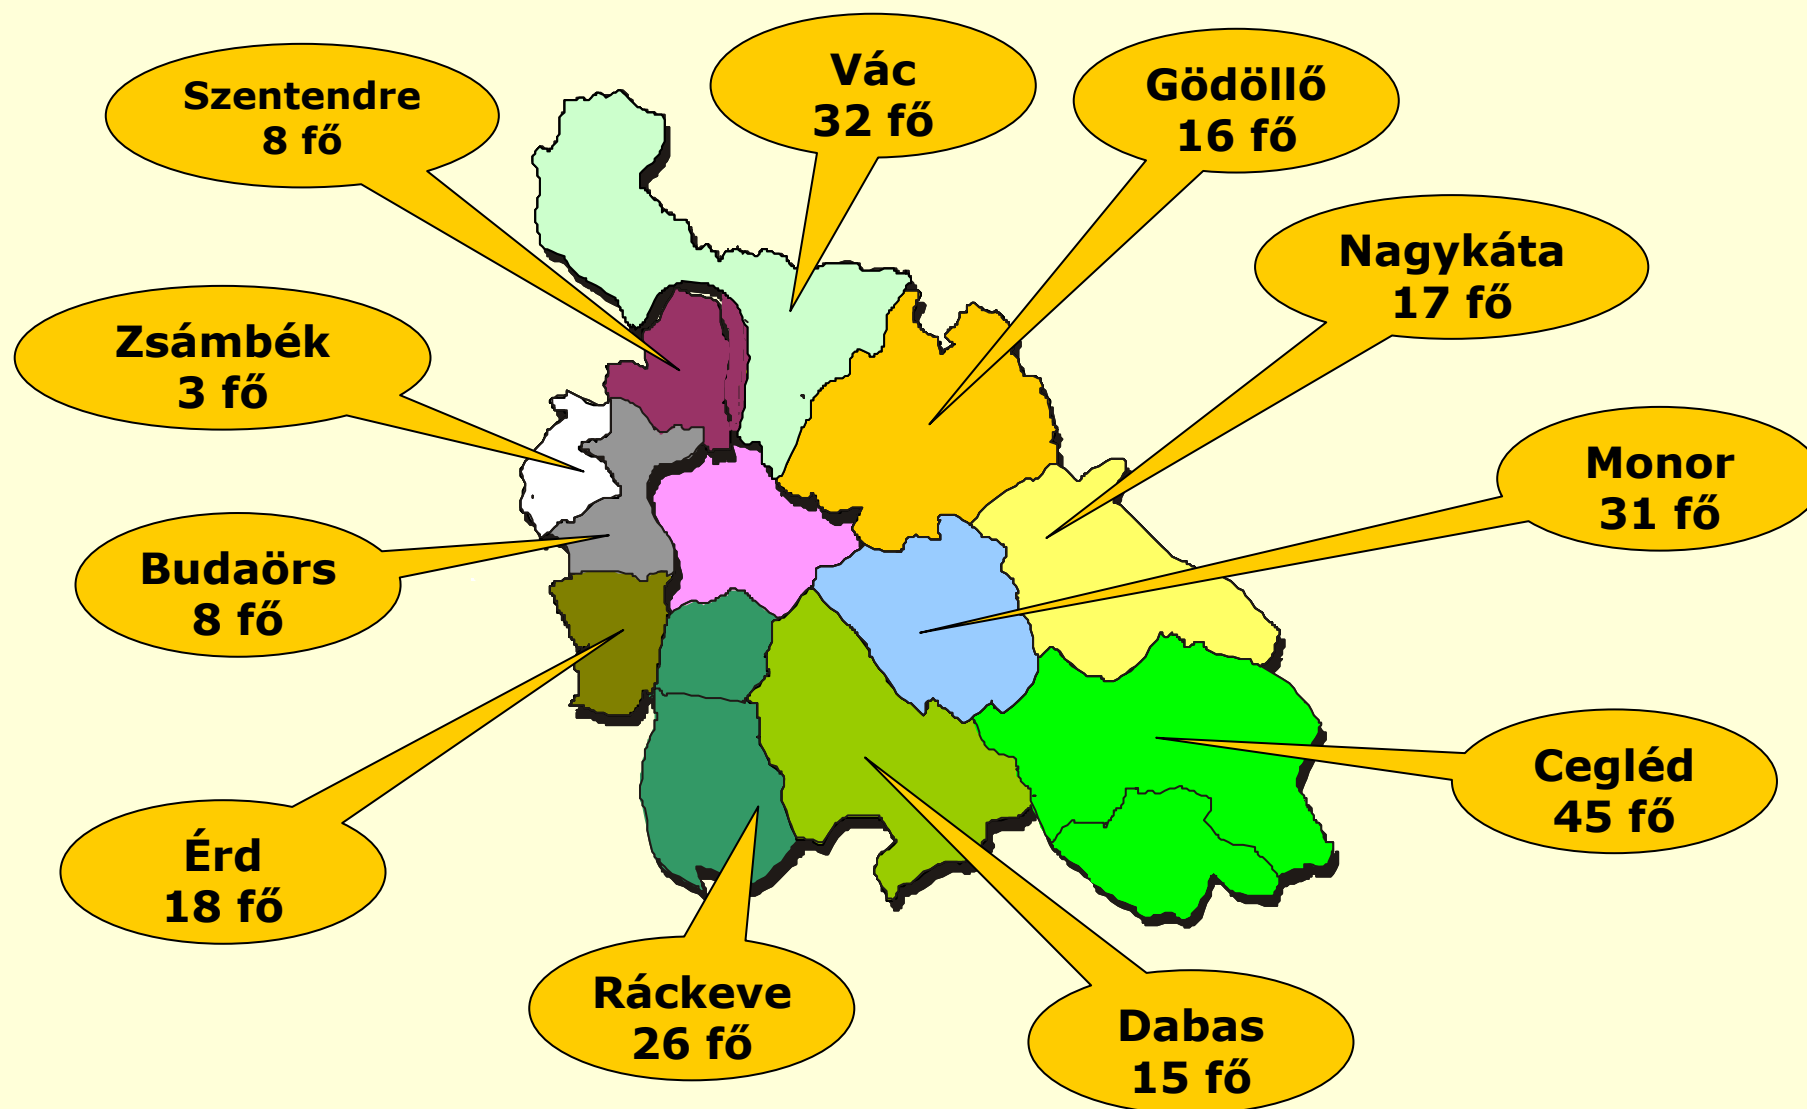 Szentendre
8 fő
Vác
32 fő
Gödöllő
16 fő
Nagykáta
17 fő
Zsámbék
3 fő
Monor
31 fő
Budaörs
8 fő
Cegléd
45 fő
Érd
18 fő
Ráckeve
26 fő
Dabas
15 fő